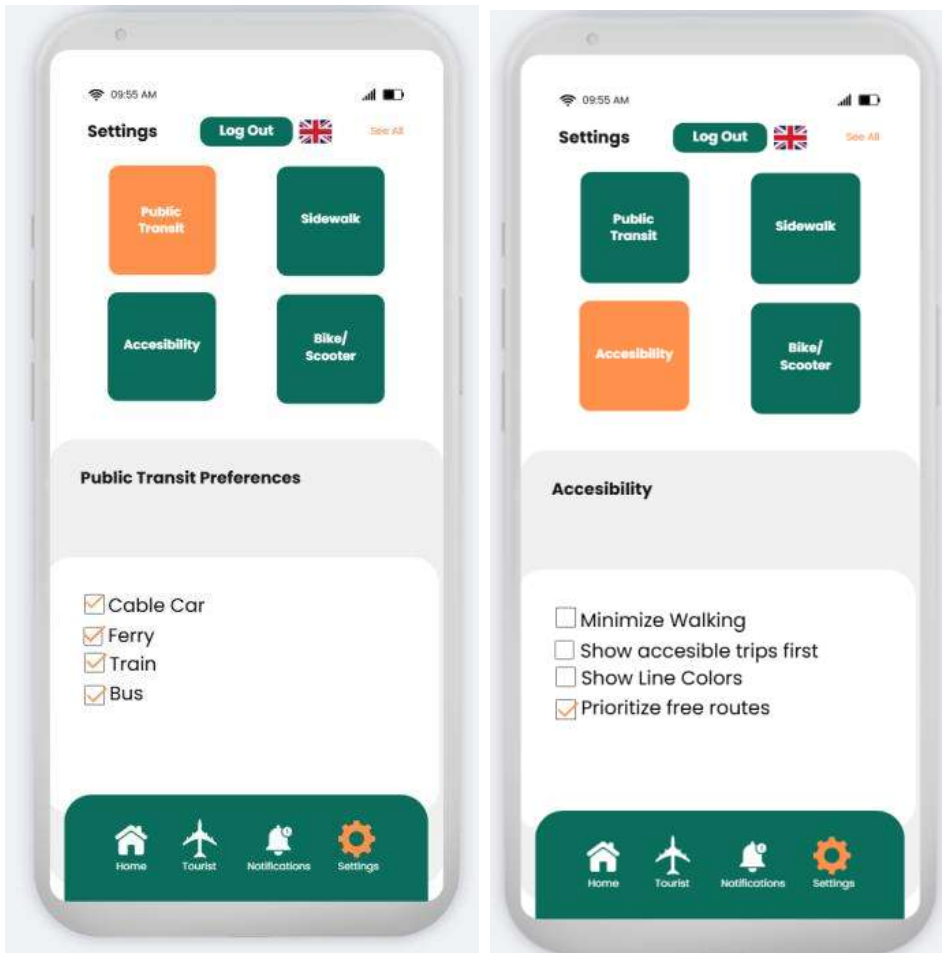 09:55 AM
Settings
Log Out
See All
Public
Transit
Sidewalk
Accesibility
Bike/
Scooter
Public Transit Preferences
Cable Car
Ferry
Train
Bus
Home
Tourist
Notifications
Settings
09:55 AM
Settings
Log Out
See All
Public
Transit
Sidewalk
Accesibility
Bike/
Scooter
Accesibility
Minimize Walking
Show accesible trips first
Show Line Colors
Prioritize free routes
Home
Tourist
Notifications
Settings